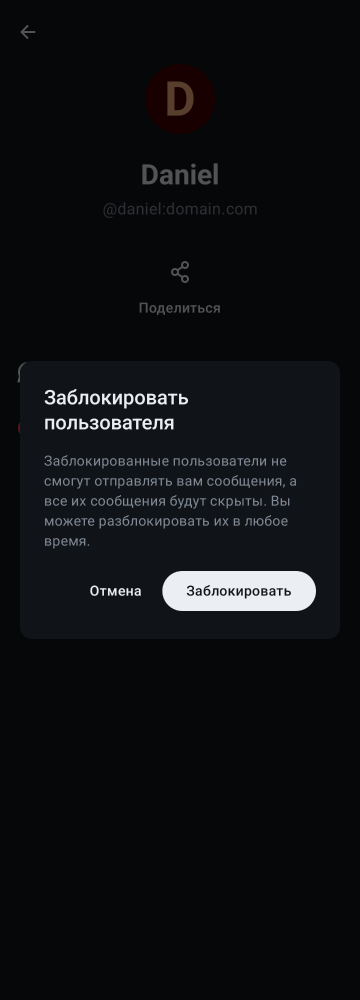 D
Daniel
@daniel:domain.com
Поделиться
Заблокировать
пользователя
Заблокированные пользователи не
смогут отправлять вам сообщения, а
все их сообщения будут скрыты. Вы
можете разблокировать их в любое
время.
Отмена
Заблокировать